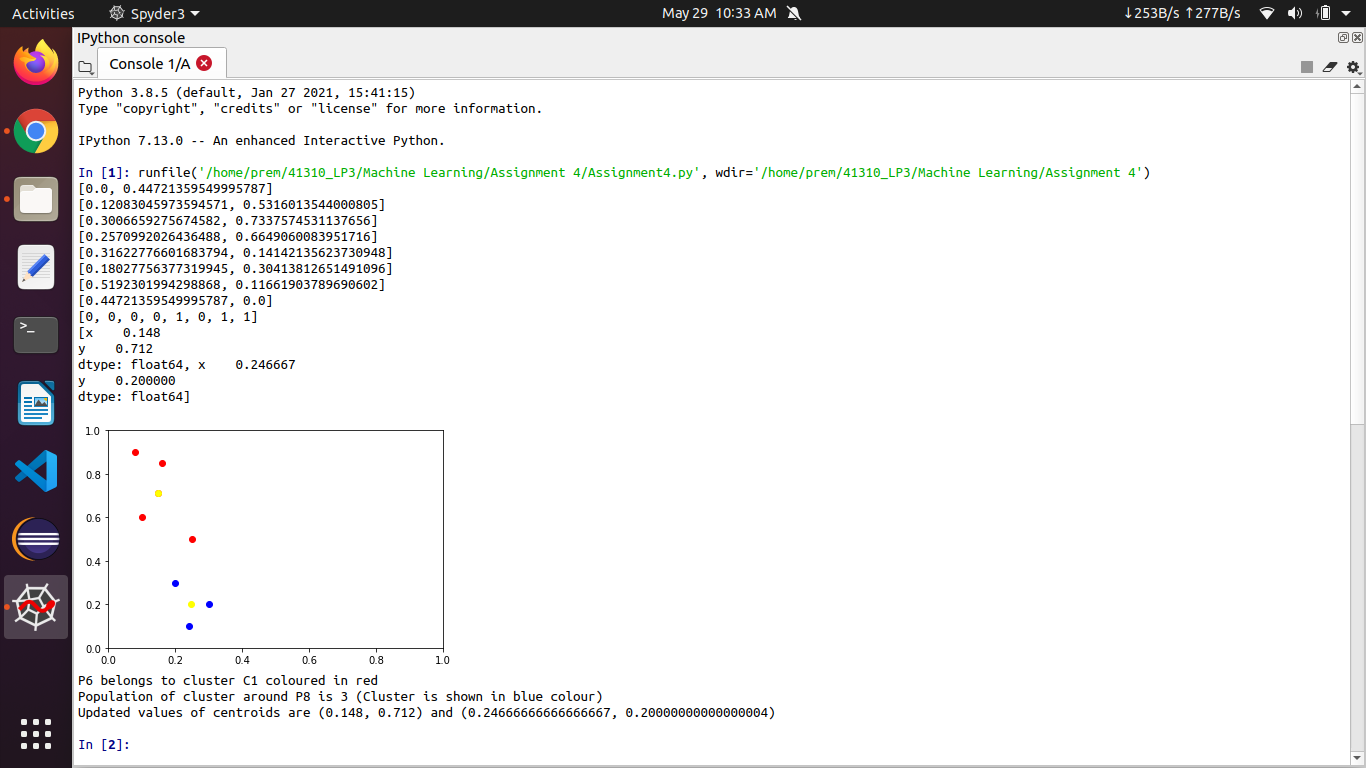 Activities
Spyder3
May 29 10:33 AM
↓253B/s ↑277B/s
IPython console
Console 1/A
Python 3.8.5 (default, Jan 27 2021, 15:41:15)
Type "copyright", "credits" or "license" for more information.
IPython 7.13.0 -- An enhanced Interactive Python.
In [1]: runfile('/home/prem/41310_LP3/Machine Learning/Assignment 4/Assignment4.py', wdir='/home/prem/41310_LP3/Machine Learning/Assignment 4')
[0.0, 0.44721359549995787]
[0.12083045973594571, 0.5316013544000805]
[0.3006659275674582, 0.7337574531137656]
[0.2570992026436488, 0.6649060083951716]
[0.31622776601683794, 0.14142135623730948]
[0.18027756377319945, 0.30413812651491096]
[0.5192301994298868, 0.11661903789690602]
[0.44721359549995787, 0.0]
[0, 0, 0, 0, 1, 0, 1, 1]
[x    0.148
y    0.712
dtype: float64, x    0.246667
y    0.200000
dtype: float64]
1.0
0.8
0.6
0.4
0.2
0.0
0.0 0.2 0.4 0.6 0.8 1.0
P6 belongs to cluster C1 coloured in red
Population of cluster around P8 is 3 (Cluster is shown in blue colour)
Updated values of centroids are (0.148, 0.712) and (0.24666666666666667, 0.20000000000000004)
In [2]: